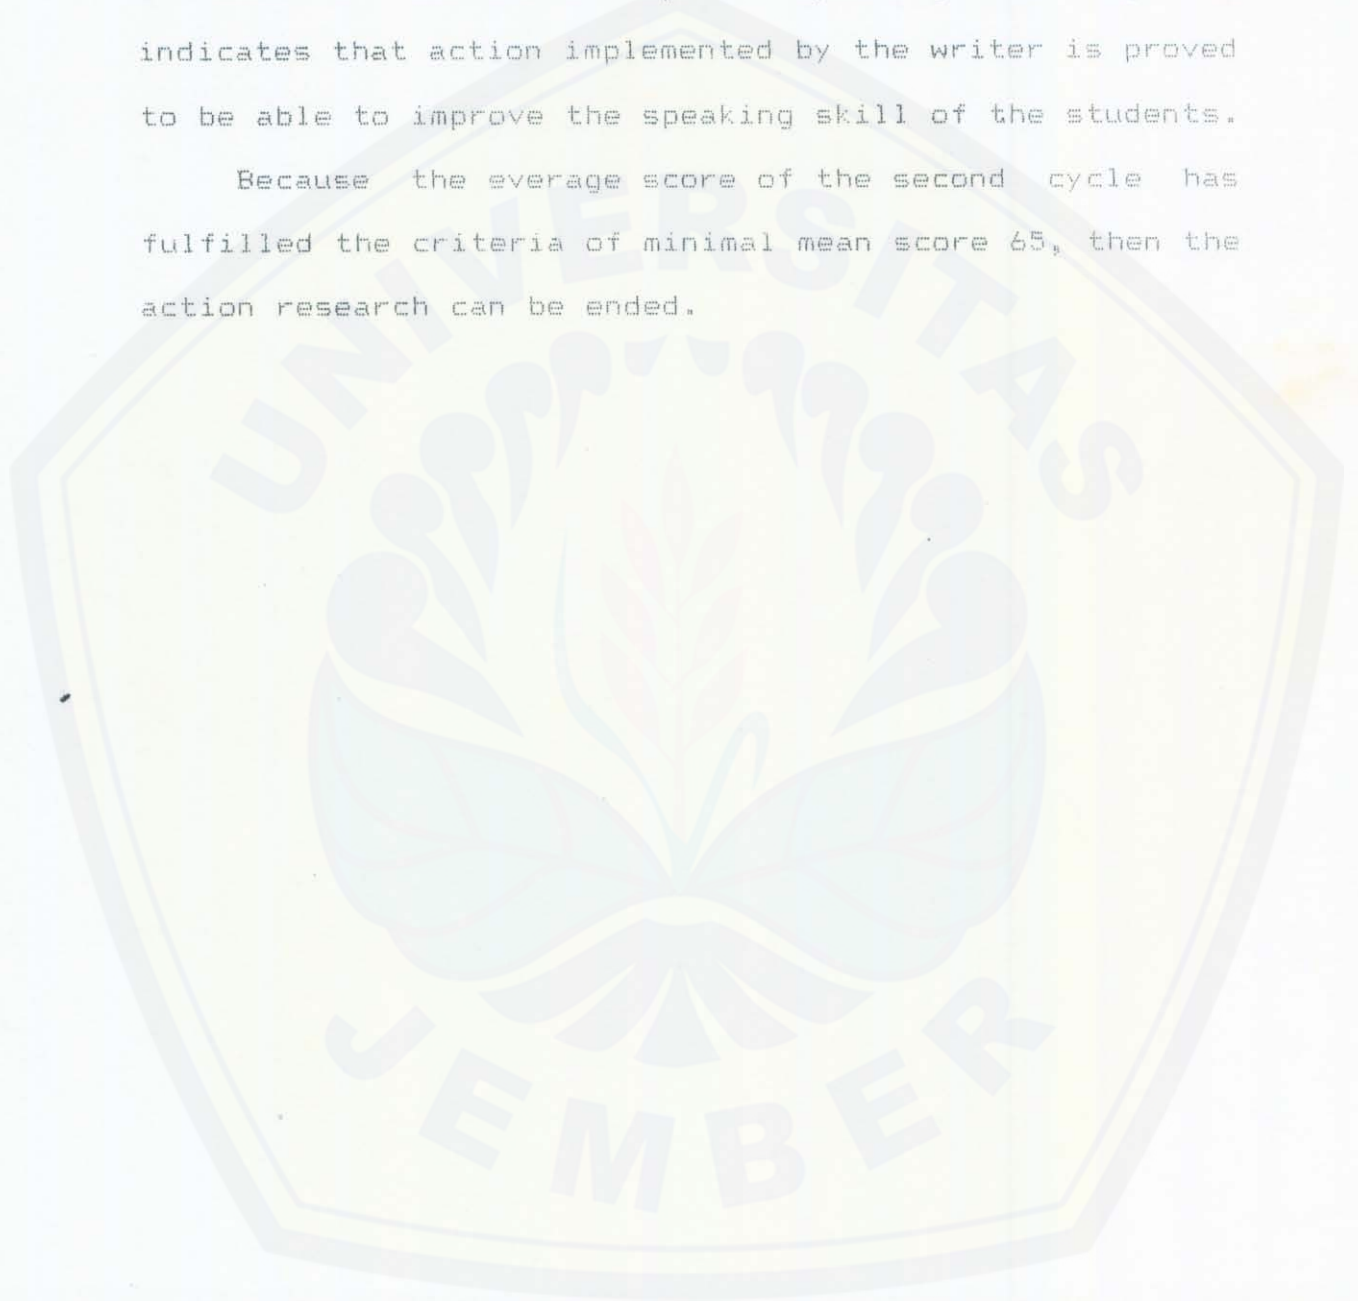 indicates that action implemented by the writer is proved
to be able to improve the speaking skill of the students.
Because the everage score of the second cycle has
fulfilled the criteria of minimal mean score 65, then the
action research can be ended.
UNIVERSITAS
JEMBER